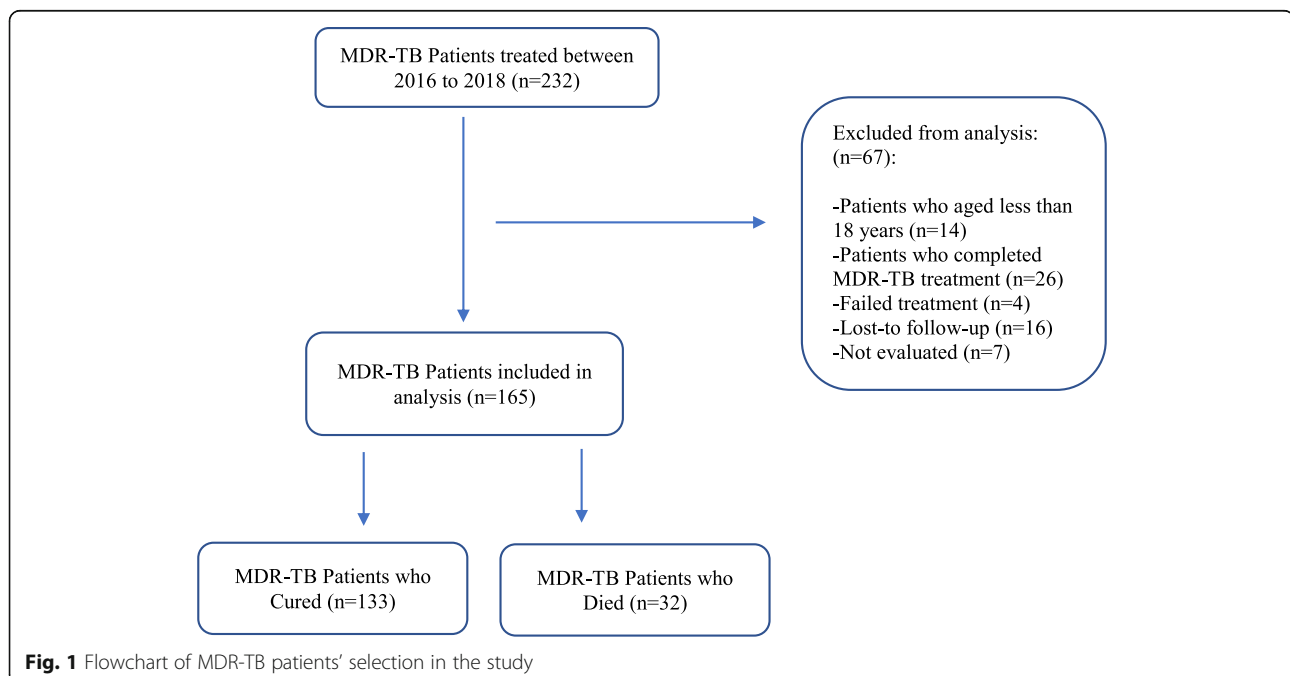 MDR-TB Patients treated between
2016 to 2018 (n=232)
Excluded from analysis:
(n=67):
-Patients who aged less than
18 years (n=14)
-Patients who completed
MDR-TB treatment (n=26)
-Failed treatment (n=4)
-Lost-to follow-up (n=16)
-Not evaluated (n=7)
MDR-TB Patients included in
analysis (n=165)
MDR-TB Patients who
Cured (n=133)
MDR-TB Patients who
Died (n=32)
Fig. 1 Flowchart of MDR-TB patients’ selection in the study